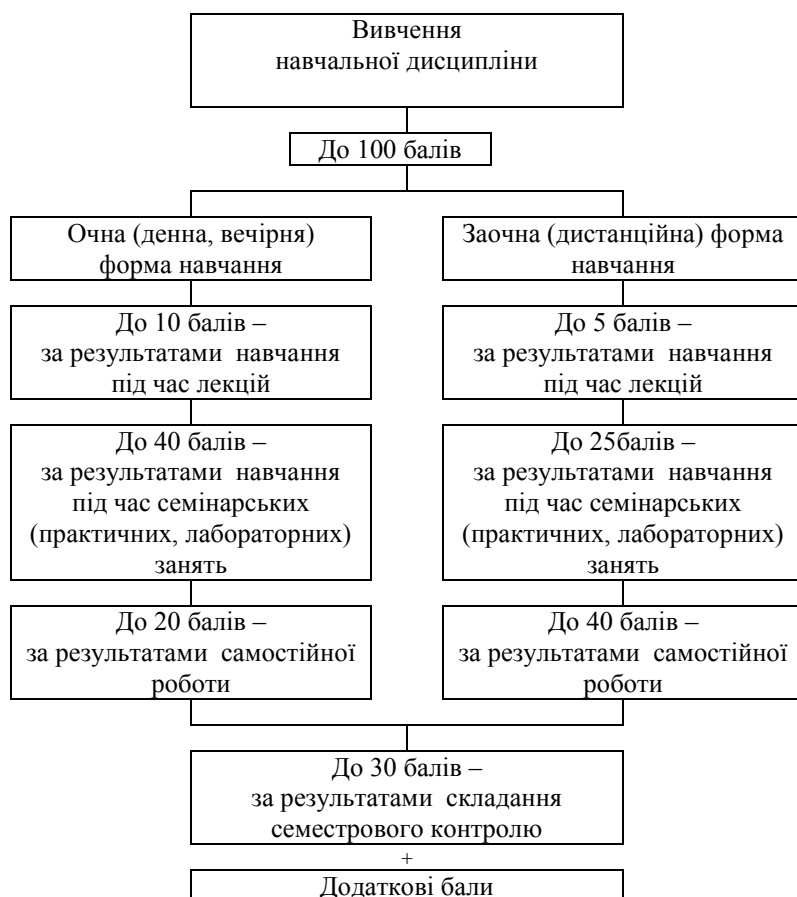 Вивчення
навчальної дисципліни
До 100 балів
Очна (денна, вечірня)
форма навчання
До 10 балів –
за результатами навчання
під час лекцій
До 40 балів –
за результатами навчання
під час семінарських
(практичних, лабораторних)
занять
До 20 балів –
за результатами самостійної
роботи
Заочна (дистанційна) форма
навчання
До 5 балів –
за результатами навчання
під час лекцій
До 25балів –
за результатами навчання
під час семінарських
(практичних, лабораторних)
занять
До 40 балів –
за результатами самостійної
роботи
До 30 балів –
за результатами складання
семестрового контролю
+
Додаткові бали